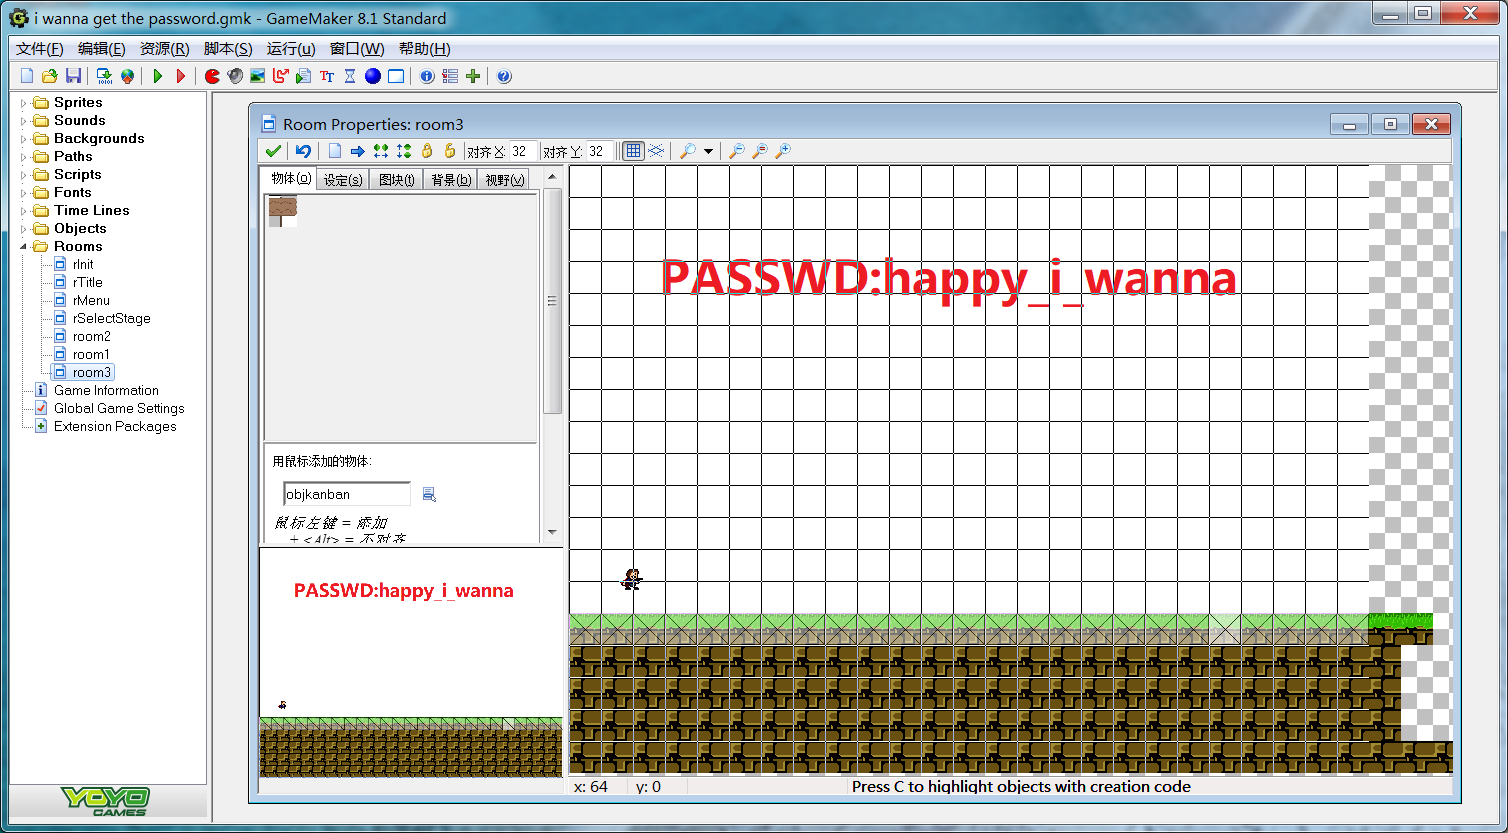 i wanna get the password.gmk - GameMaker 8.1 Standard
文件(F) 编辑(E) 资源(R) 脚本(S) 运行(u) 窗口(W) 帮助(H)
Sprites
Sounds
Backgrounds
Paths
Scripts
Fonts
Time Lines
Objects
Rooms
rInit
rTitle
rMenu
rSelectStage
room2
room1
room3
Game Information
Global Game Settings
Extension Packages
YOYO GAMES
Room Properties: room3
对齐 X: 32 对齐 Y: 32
物体(o) 设定(s) 图块(t) 背景(b) 视野(v)
用鼠标添加的物体:
objkanban
鼠标左键 = 添加
+ <Alt> = 不对齐
PASSWD:happy_i_wanna
PASSWD:happy_i_wanna
x: 64 y: 0 Press C to highlight objects with creation code